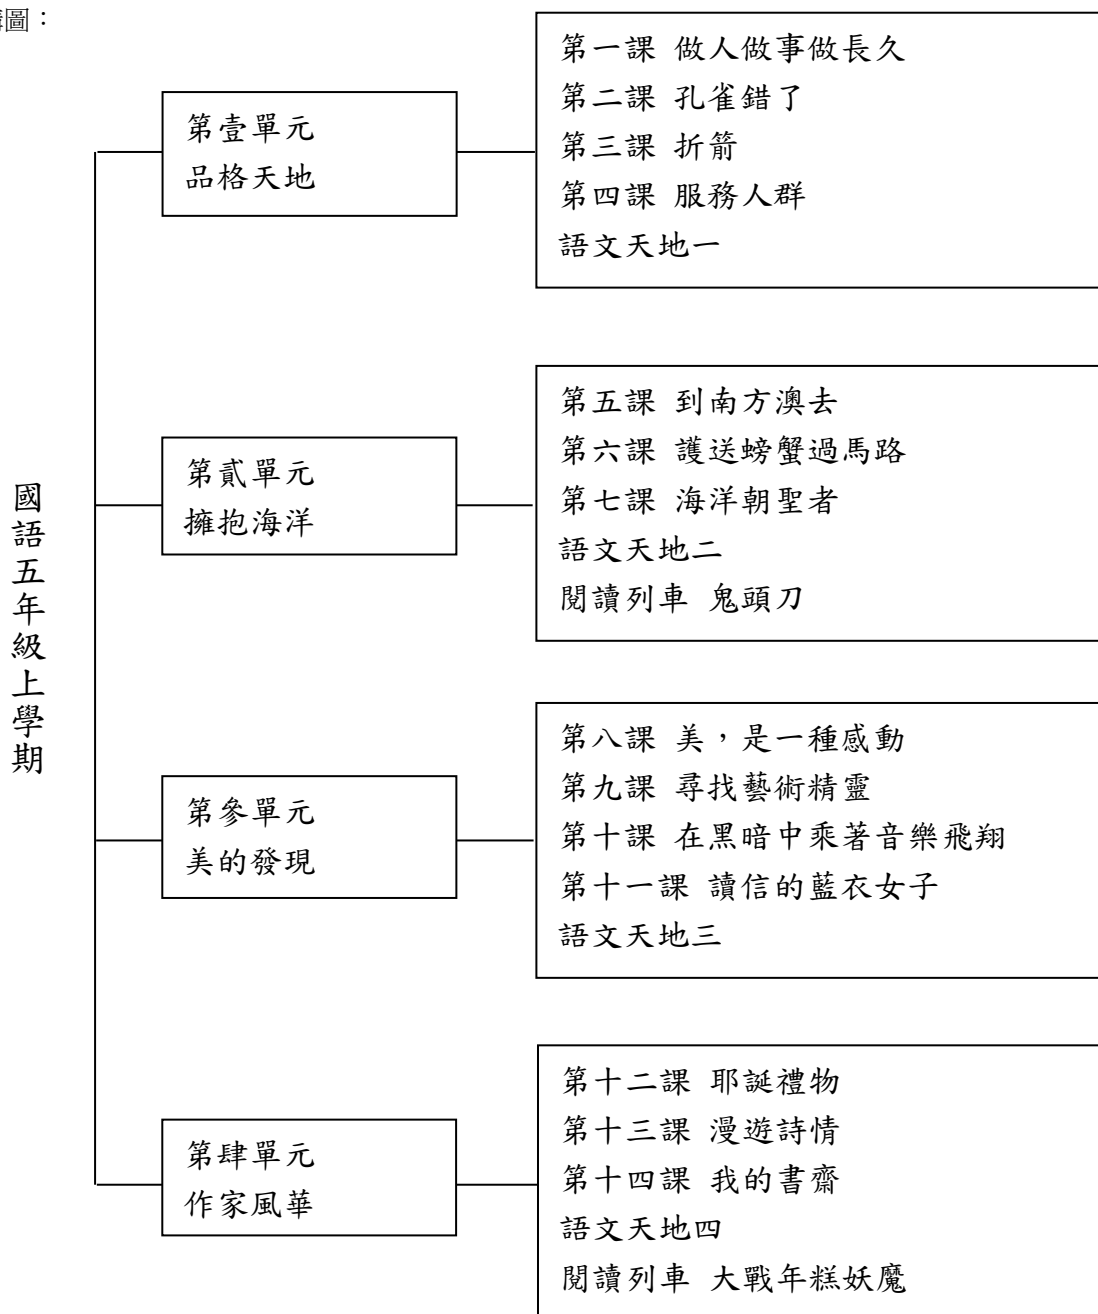 構圖：
國語五年級上學期
第壹單元
品格天地
第一課 做人做事做長久
第二課 孔雀錯了
第三課 折箭
第四課 服務人群
語文天地一
第貳單元
擁抱海洋
第五課 到南方澳去
第六課 護送螃蟹過馬路
第七課 海洋朝聖者
語文天地二
閱讀列車 鬼頭刀
第參單元
美的發現
第八課 美，是一種感動
第九課 尋找藝術精靈
第十課 在黑暗中乘著音樂飛翔
第十一課 讀信的藍衣女子
語文天地三
第肆單元
作家風華
第十二課 耶誕禮物
第十三課 漫遊詩情
第十四課 我的書齋
語文天地四
閱讀列車 大戰年糕妖魔